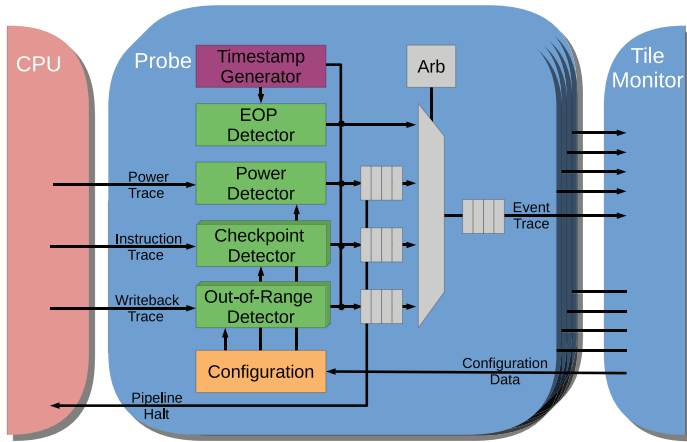 CPU
Probe
Timestamp
Generator
Arb
Tile
Monitor
EOP
Detector
Power
Trace
Power
Detector
Instruction
Trace
Checkpoint
Detector
Event
Trace
Writeback
Trace
Out-of-Range
Detector
Configuration
Configuration
Data
Pipeline
Halt